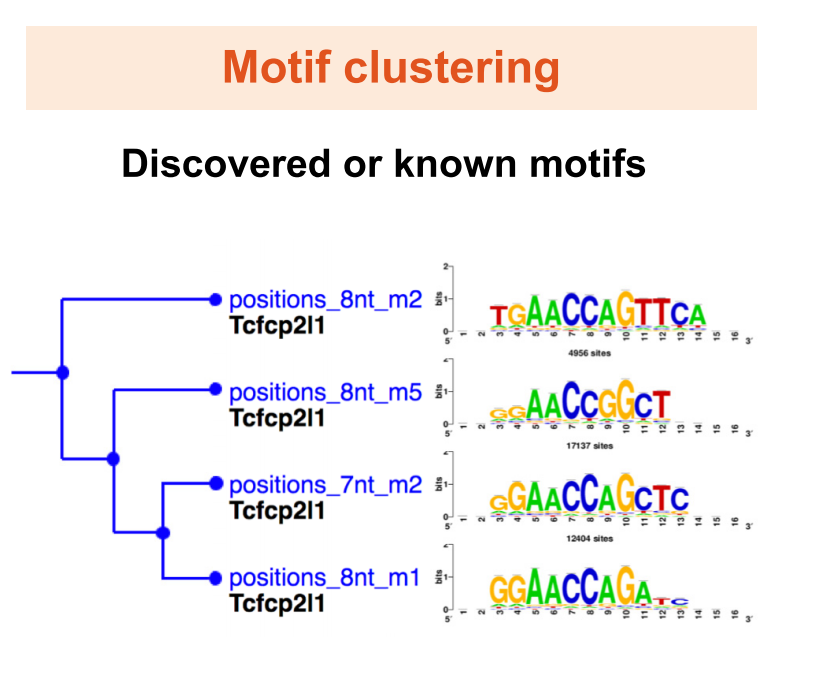 Motif clustering
Discovered or known motifs
positions_8nt_m2
Tcfcp2l1
2
1
0
bits
TGAACCAGTTCA
5' 1 2 3 4 5 6 7 8 9 10 11 12 13 14 15 16 3'
4956 sites
positions_8nt_m5
Tcfcp2l1
2
1
0
bits
GGAACCGGCT
5' 1 2 3 4 5 6 7 8 9 10 11 12 13 14 15 16 3'
17137 sites
positions_7nt_m2
Tcfcp2l1
2
1
0
bits
GGAACCAGCTC
5' 1 2 3 4 5 6 7 8 9 10 11 12 13 14 15 16 3'
12404 sites
positions_8nt_m1
Tcfcp2l1
2
1
0
bits
GGAACCAGATC
5' 1 2 3 4 5 6 7 8 9 10 11 12 13 14 15 16 3'